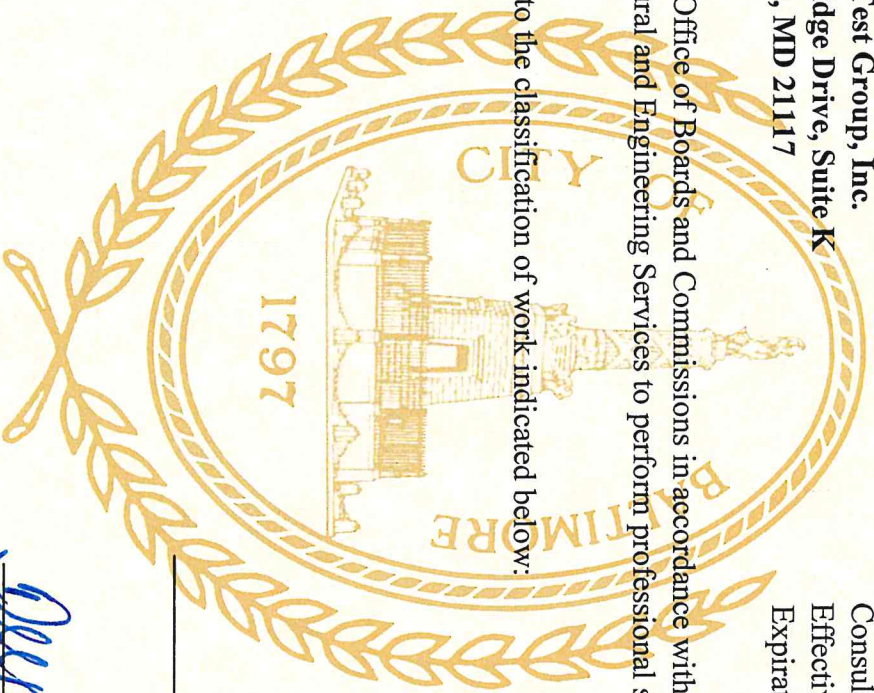 Test Group, Inc.
dge Drive, Suite K
, MD 21117
Consul
Effecti
Expira
Office of Boards and Commissions in accordance with
ral and Engineering Services to perform professional s
to the classification of work indicated below:
CITY OF
BALTIMORE
1797